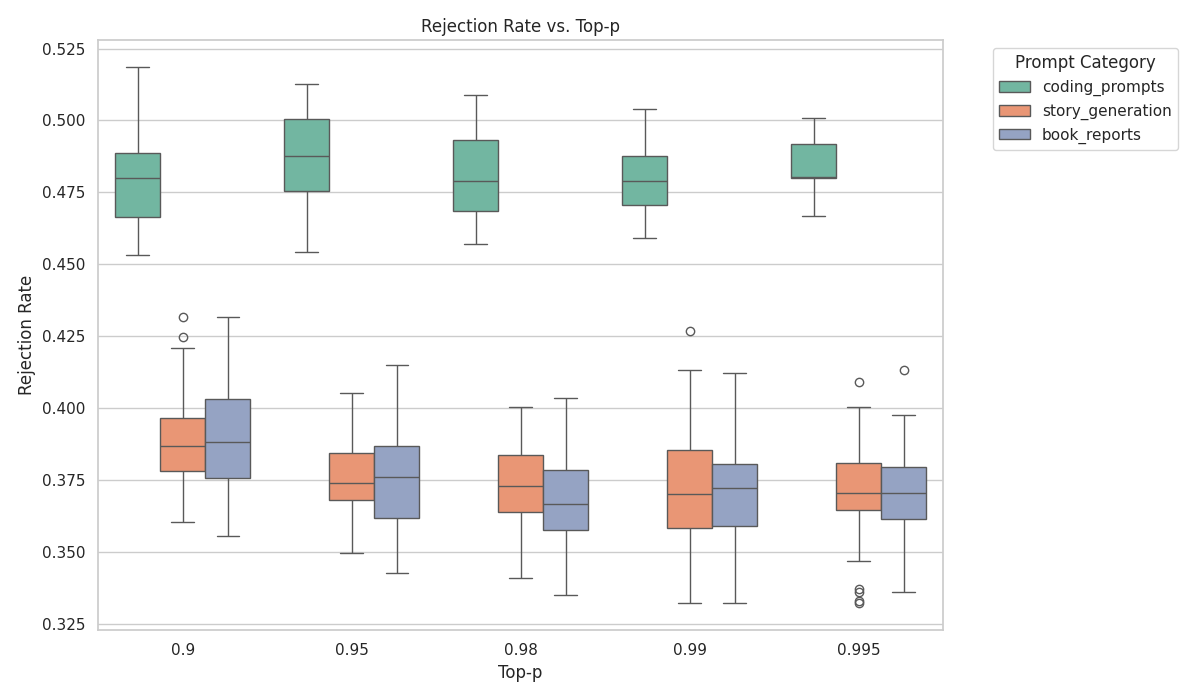 Rejection Rate vs. Top-p
Prompt Category
coding_prompts
story_generation
book_reports
Rejection Rate
0.525
0.500
0.475
0.450
0.425
0.400
0.375
0.350
0.325
0.9 0.95 0.98 0.99 0.995
Top-p